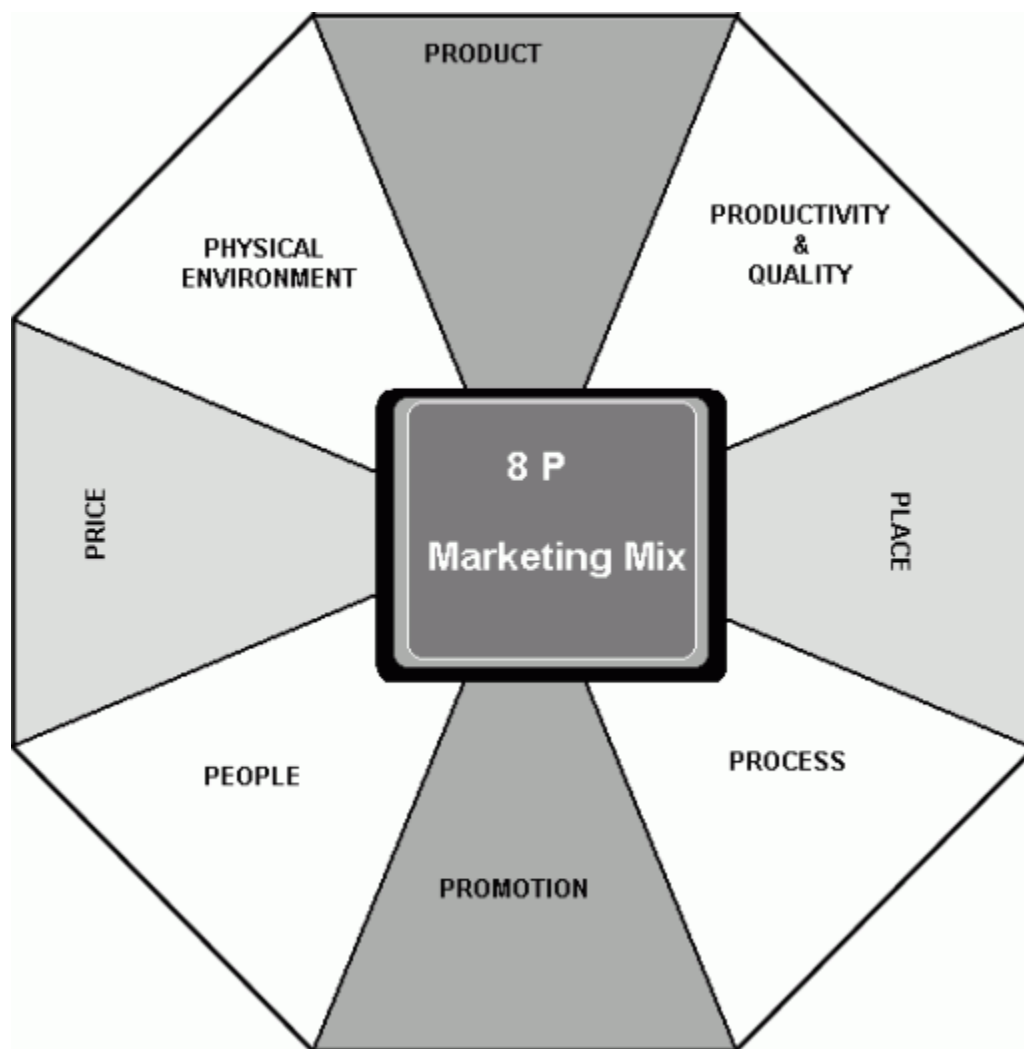 PRODUCT
PRODUCTIVITY
&
QUALITY
PHYSICAL
ENVIRONMENT
8 P
Marketing Mix
PRICE
PLACE
PEOPLE
PROCESS
PROMOTION